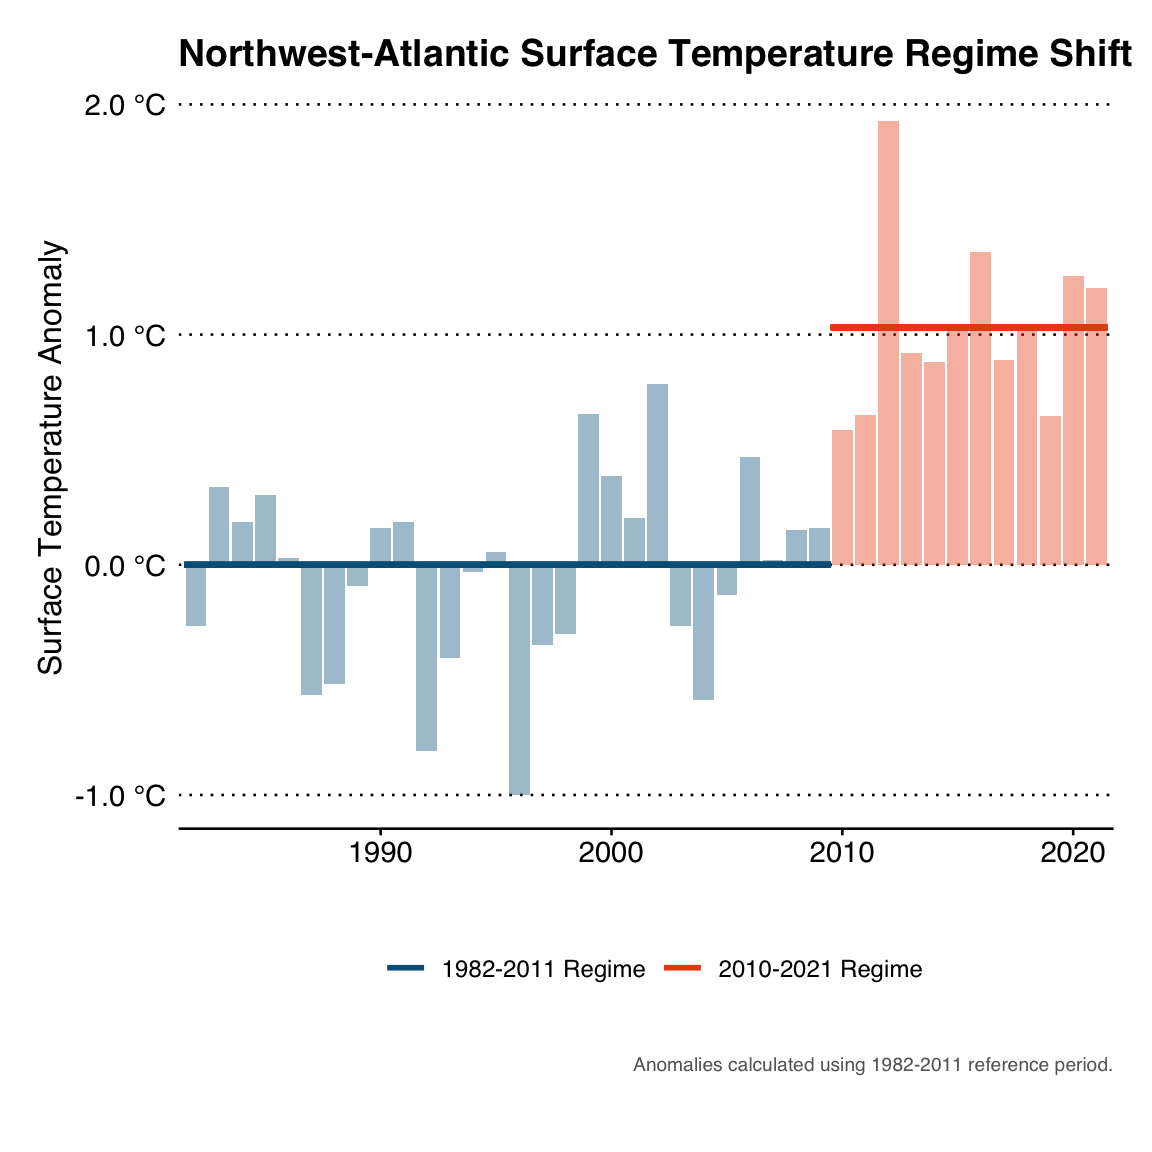 Northwest-Atlantic Surface Temperature Regime Shift
2.0 °C
1.0 °C
0.0 °C
-1.0 °C
Surface Temperature Anomaly
1990 2000 2010 2020
1982-2011 Regime 2010-2021 Regime
Anomalies calculated using 1982-2011 reference period.